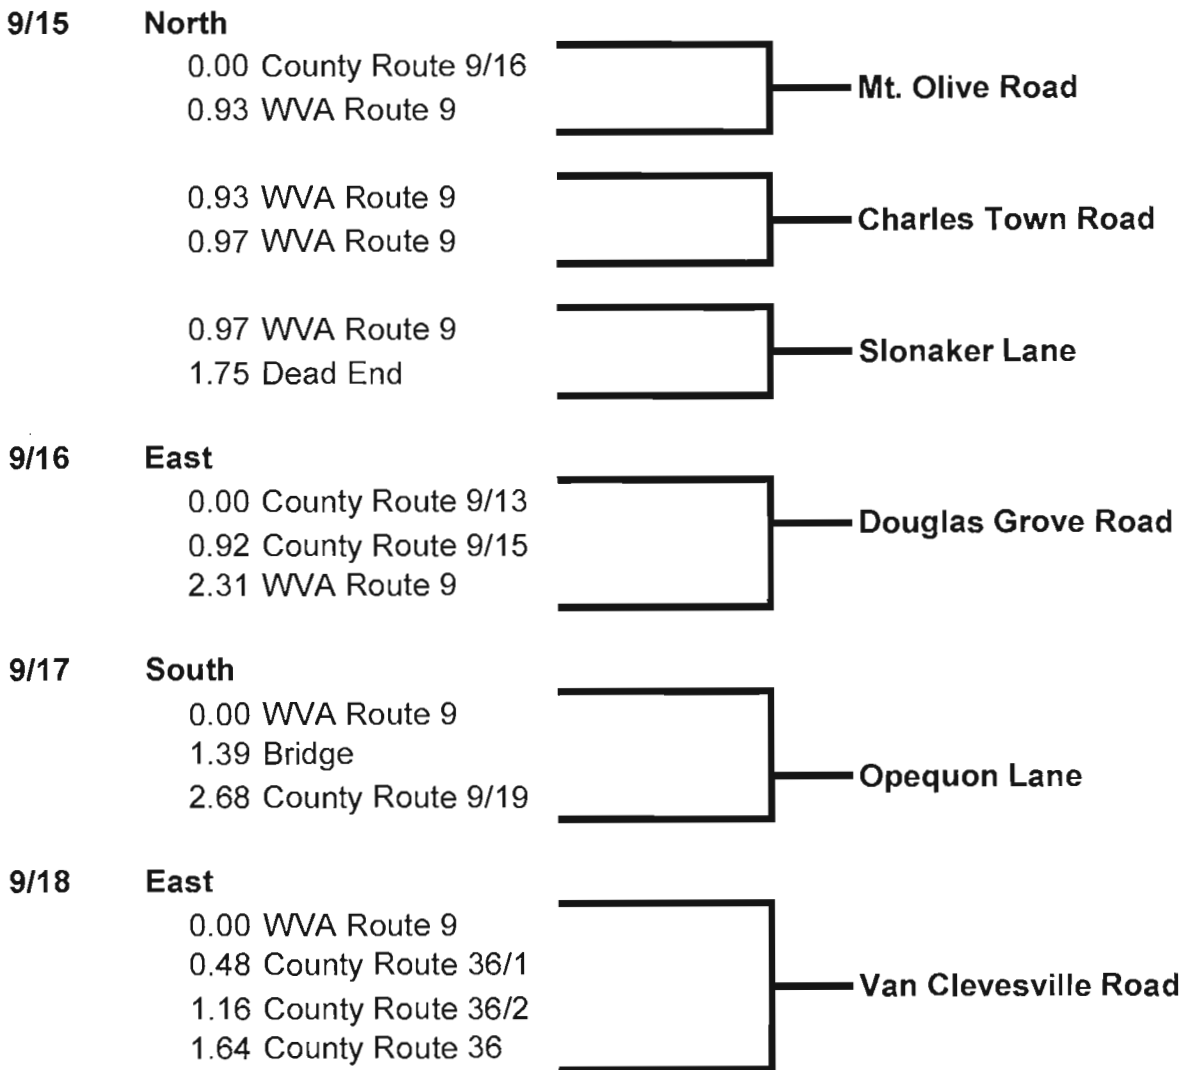 9/15 North
0.00 County Route 9/16
0.93 WVA Route 9
Mt. Olive Road
0.93 WVA Route 9
0.97 WVA Route 9
Charles Town Road
0.97 WVA Route 9
1.75 Dead End
Slonaker Lane
9/16 East
0.00 County Route 9/13
0.92 County Route 9/15
2.31 WVA Route 9
Douglas Grove Road
9/17 South
0.00 WVA Route 9
1.39 Bridge
2.68 County Route 9/19
Opequon Lane
9/18 East
0.00 WVA Route 9
0.48 County Route 36/1
1.16 County Route 36/2
1.64 County Route 36
Van Clevesville Road